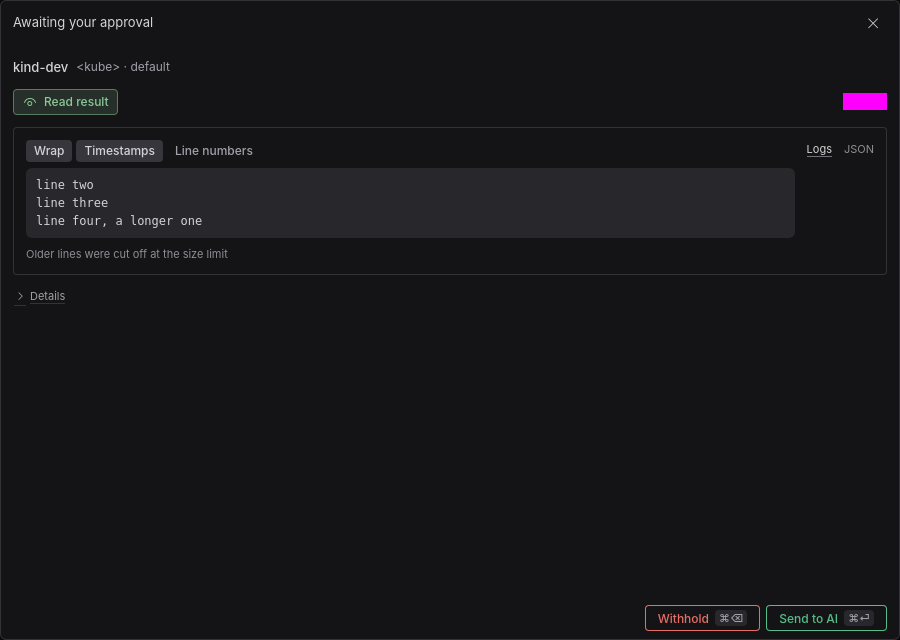 Awaiting your approval
kind-dev <kube> · default
Read result
Wrap Timestamps Line numbers Logs JSON
line two
line three
line four, a longer one
Older lines were cut off at the size limit
Details
Withhold ⌘⌫ Send to AI ⌘⏎